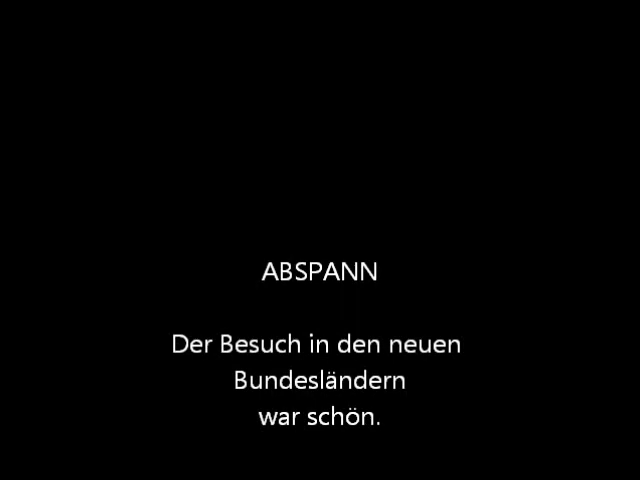 ABSPANN
Der Besuch in den neuen
Bundesländern
war schön.